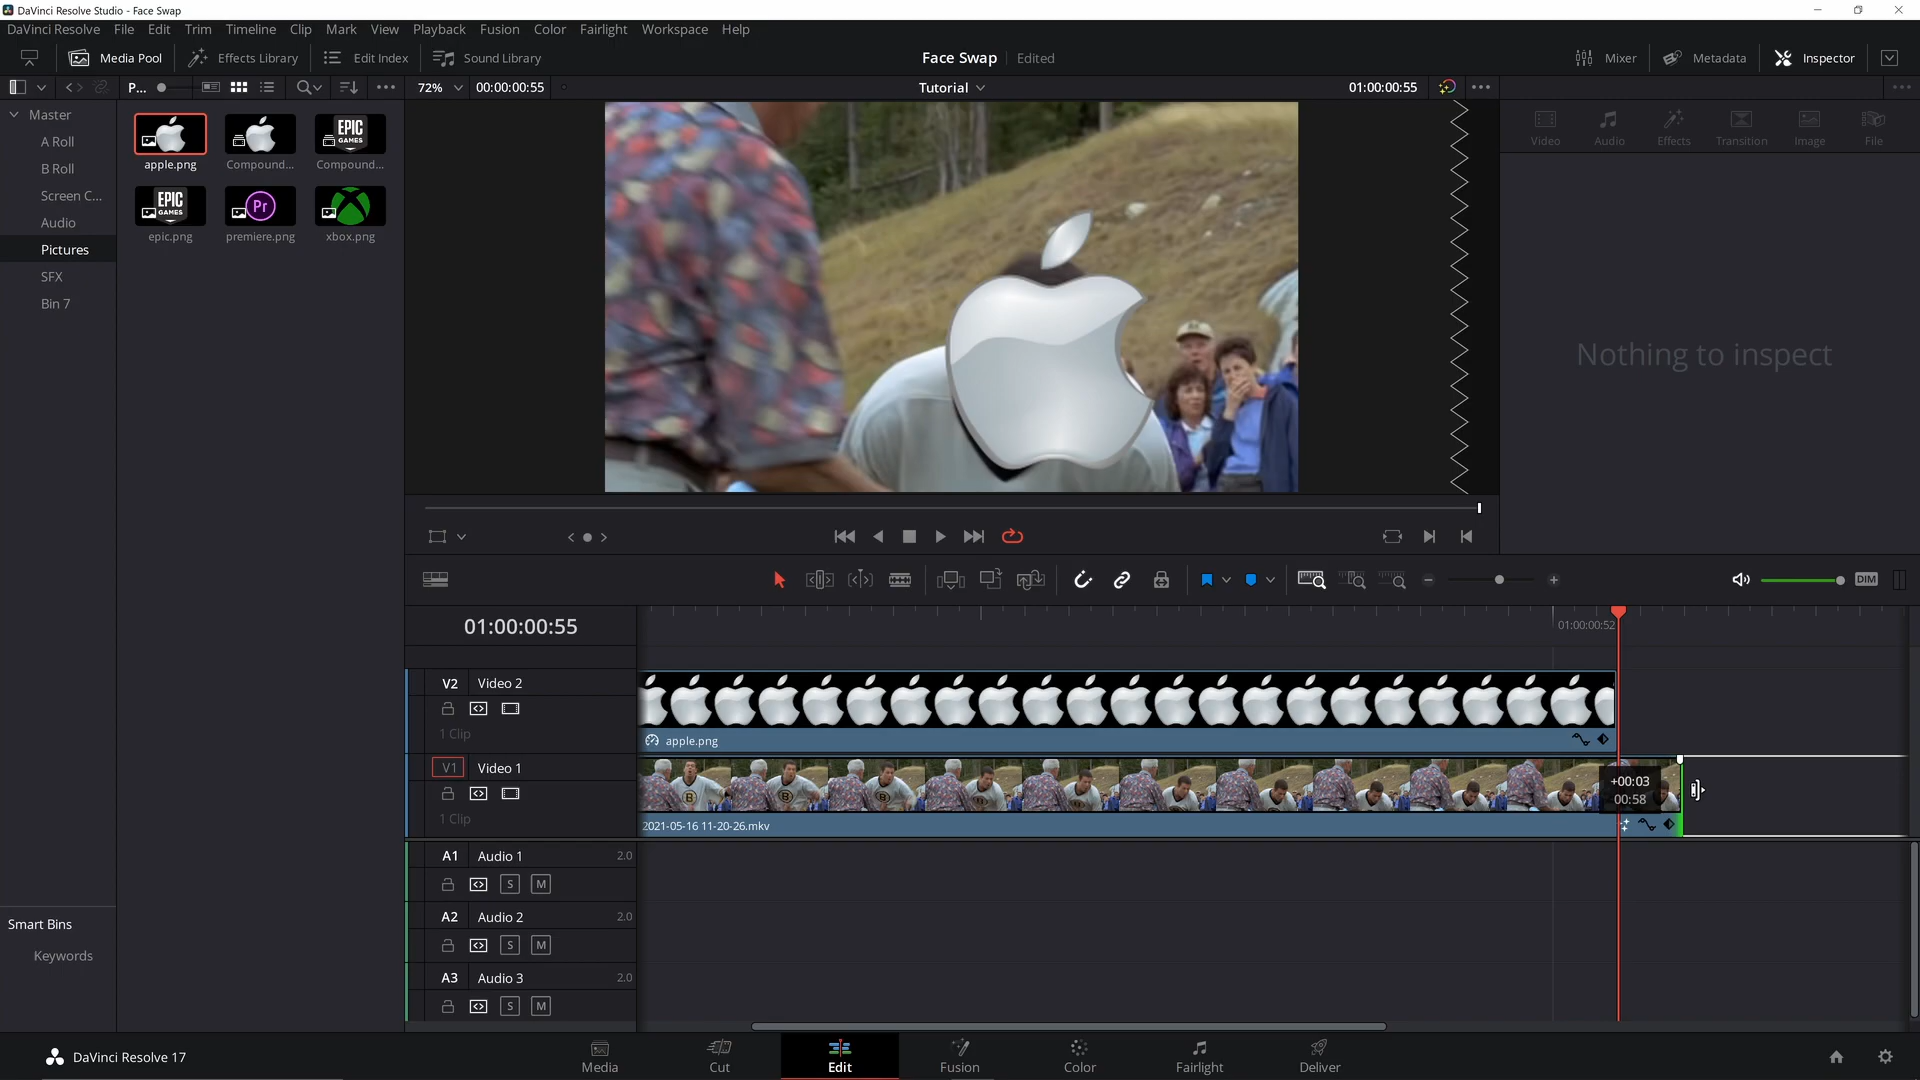 DaVinci Resolve Studio - Face Swap
DaVinci Resolve File Edit Trim Timeline Clip Mark View Playback Fusion Color Fairlight Workspace Help
Media Pool Effects Library Edit Index Sound Library Face Swap Edited Mixer Metadata Inspector
P... 72% 00:00:00:55 Tutorial 01:00:00:55
Master
A Roll
B Roll
Screen C...
Audio
Pictures
SFX
Bin 7
apple.png Compound... Compound...
EPIC
GAMES
EPIC
GAMES
Pr
epic.png premiere.png xbox.png
Video Audio Effects Transition Image File
Nothing to inspect
DIM
01:00:00:55
01:00:00:52
V2 Video 2
1 Clip
apple.png
V1 Video 1
1 Clip
B
+00:03
00:58
2021-05-16 11-20-26.mkv
A1 Audio 1 2.0
S M
A2 Audio 2 2.0
S M
A3 Audio 3 2.0
S M
Smart Bins
Keywords
DaVinci Resolve 17
Media Cut Edit Fusion Color Fairlight Deliver